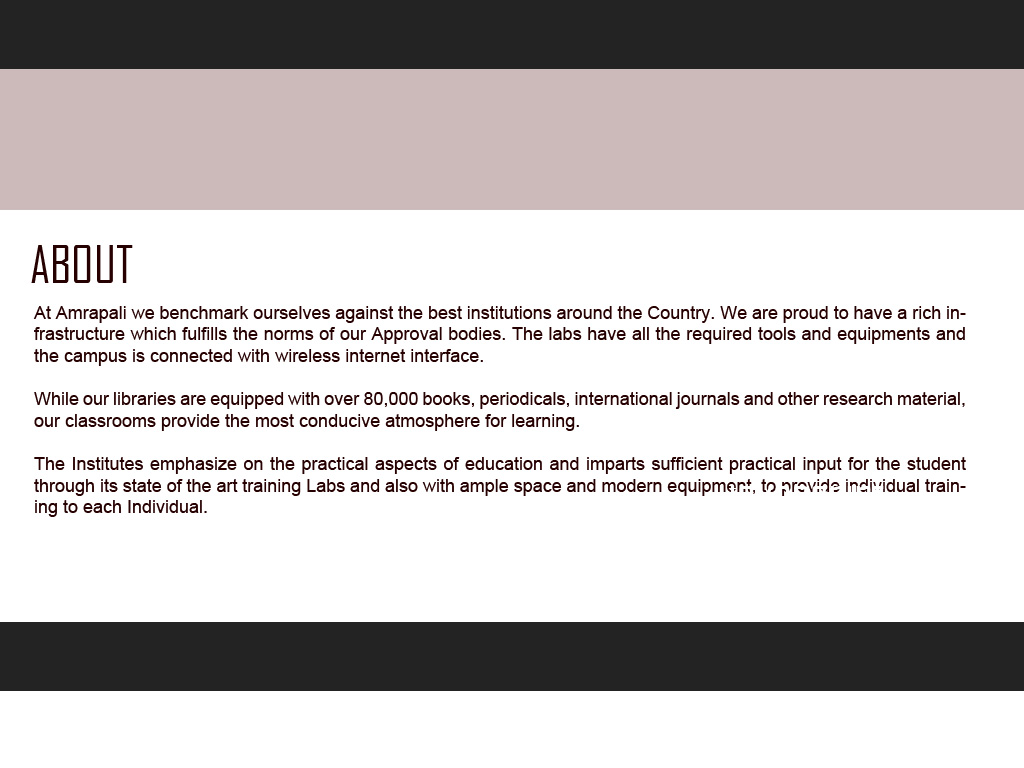 ABOUT
At Amrapali we benchmark ourselves against the best institutions around the Country. We are proud to have a rich in-
frastructure which fulfills the norms of our Approval bodies. The labs have all the required tools and equipments and
the campus is connected with wireless internet interface.
While our libraries are equipped with over 80,000 books, periodicals, international journals and other research material,
our classrooms provide the most conducive atmosphere for learning.
The Institutes emphasize on the practical aspects of education and imparts sufficient practical input for the student
through its state of the art training Labs and also with ample space and modern equipment, to provide individual train-
ing to each Individual.